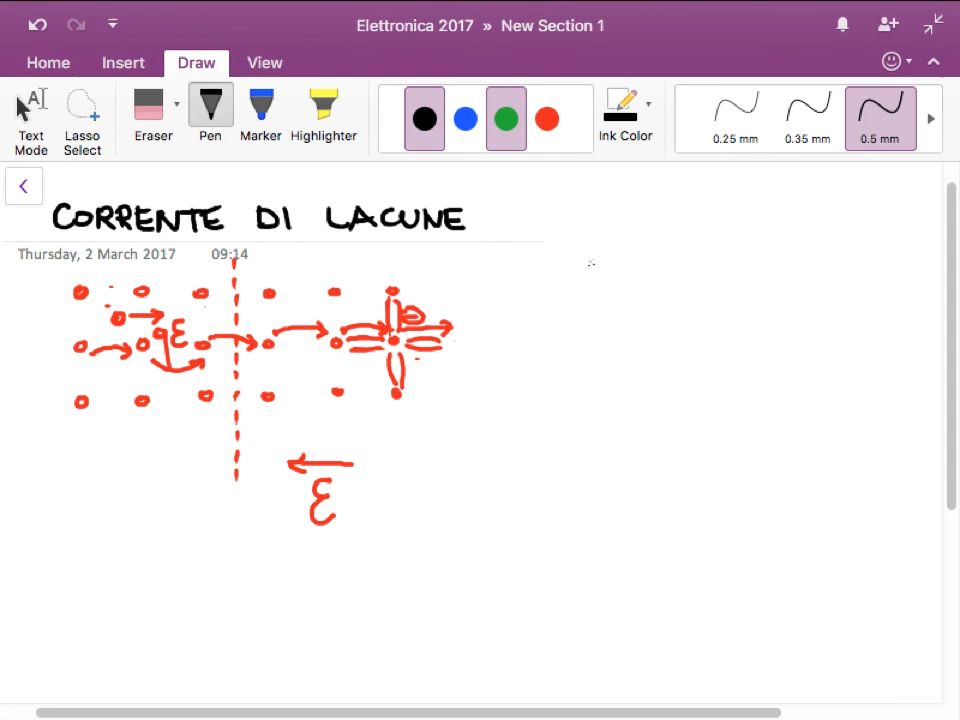 Elettronica 2017 » New Section 1
Home Insert Draw View
Text Mode Lasso Select Eraser Pen Marker Highlighter Ink Color 0.25 mm 0.35 mm 0.5 mm
CORRENTE DI LACUNE
Thursday, 2 March 2017 09:14
qƐ
Ɛ